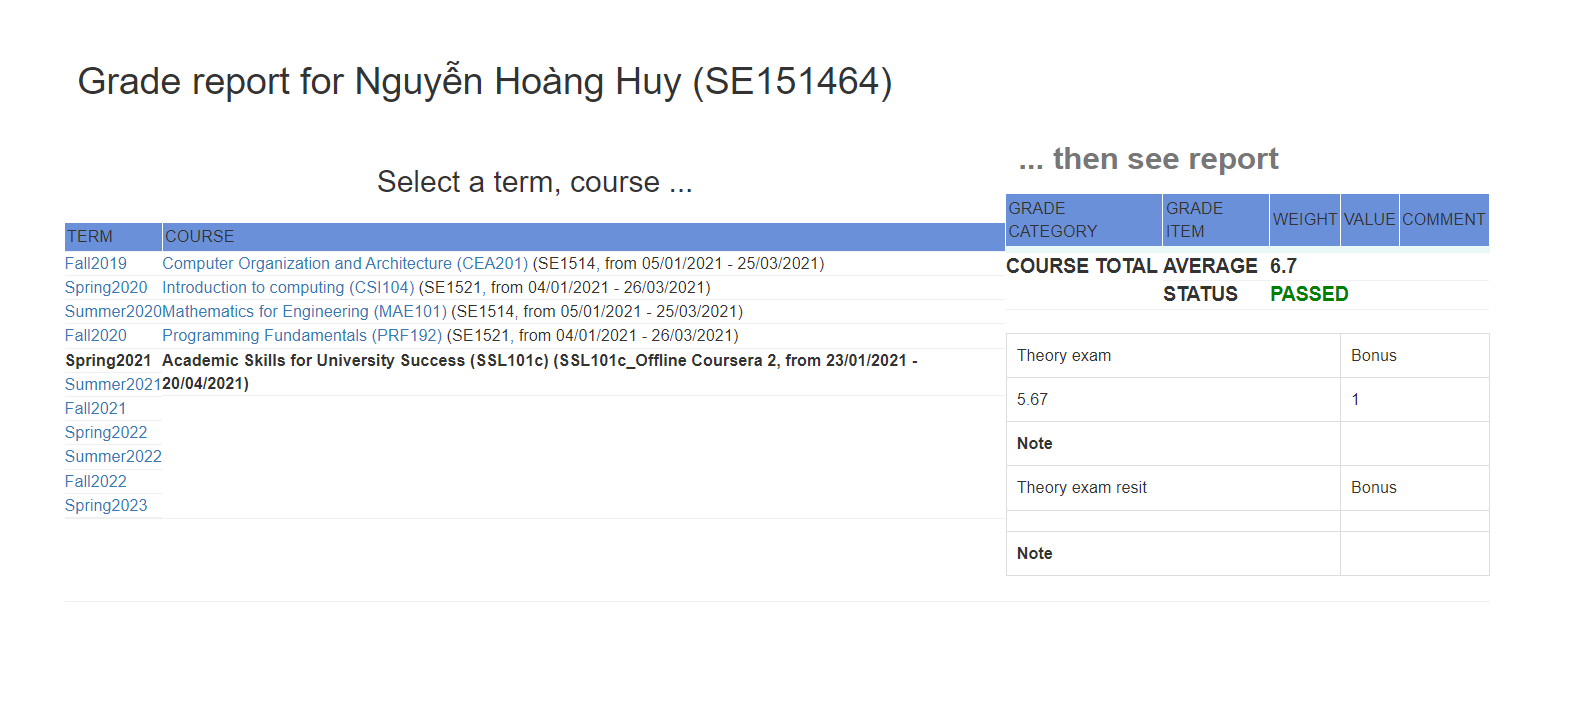 Grade report for Nguyễn Hoàng Huy (SE151464)
Select a term, course ...
TERM COURSE
Fall2019 Computer Organization and Architecture (CEA201) (SE1514, from 05/01/2021 - 25/03/2021)
Spring2020 Introduction to computing (CSI104) (SE1521, from 04/01/2021 - 26/03/2021)
Summer2020 Mathematics for Engineering (MAE101) (SE1514, from 05/01/2021 - 25/03/2021)
Fall2020 Programming Fundamentals (PRF192) (SE1521, from 04/01/2021 - 26/03/2021)
Spring2021 Academic Skills for University Success (SSL101c) (SSL101c_Offline Coursera 2, from 23/01/2021 -
Summer2021 20/04/2021)
Fall2021
Spring2022
Summer2022
Fall2022
Spring2023
... then see report
GRADE CATEGORY GRADE ITEM WEIGHT VALUE COMMENT
COURSE TOTAL AVERAGE 6.7
STATUS PASSED
Theory exam Bonus
5.67 1
Note
Theory exam resit Bonus
Note